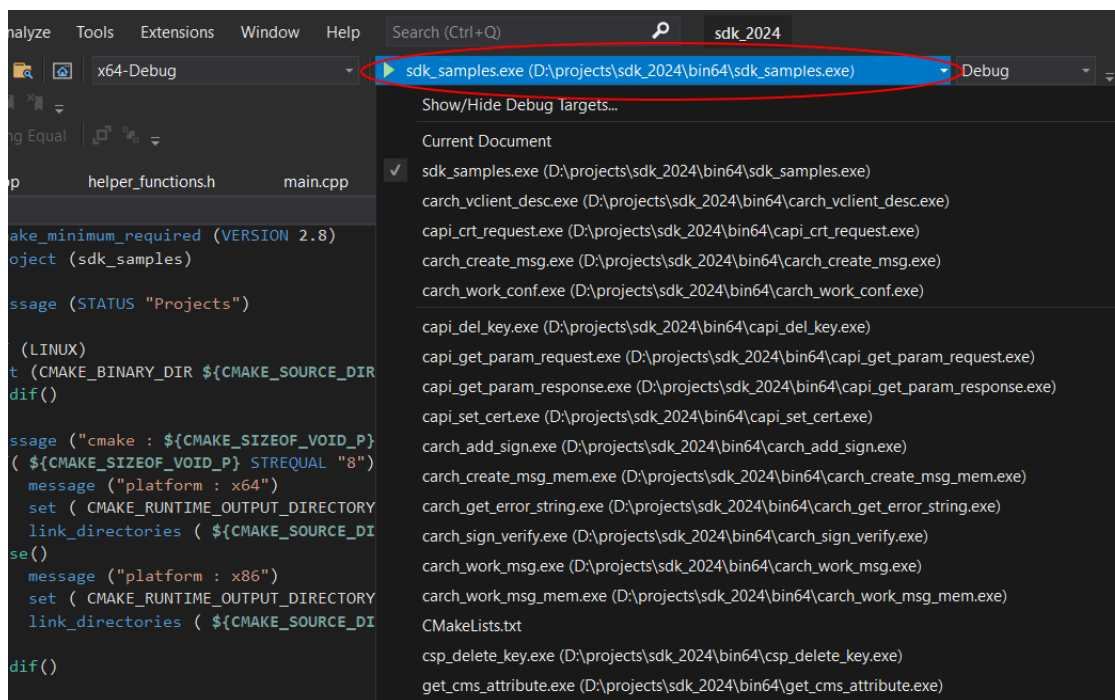 nalyze Tools Extensions Window Help Search (Ctrl+Q) sdk_2024
x64-Debug sdk_samples.exe (D:\projects\sdk_2024\bin64\sdk_samples.exe) Debug
ng Equal
pp helper_functions.h main.cpp
Show/Hide Debug Targets...
Current Document
sdk_samples.exe (D:\projects\sdk_2024\bin64\sdk_samples.exe)
carch_vclient_desc.exe (D:\projects\sdk_2024\bin64\carch_vclient_desc.exe)
capi_crt_request.exe (D:\projects\sdk_2024\bin64\capi_crt_request.exe)
carch_create_msg.exe (D:\projects\sdk_2024\bin64\carch_create_msg.exe)
carch_work_conf.exe (D:\projects\sdk_2024\bin64\carch_work_conf.exe)
capi_del_key.exe (D:\projects\sdk_2024\bin64\capi_del_key.exe)
capi_get_param_request.exe (D:\projects\sdk_2024\bin64\capi_get_param_request.exe)
capi_get_param_response.exe (D:\projects\sdk_2024\bin64\capi_get_param_response.exe)
capi_set_cert.exe (D:\projects\sdk_2024\bin64\capi_set_cert.exe)
carch_add_sign.exe (D:\projects\sdk_2024\bin64\carch_add_sign.exe)
carch_create_msg_mem.exe (D:\projects\sdk_2024\bin64\carch_create_msg_mem.exe)
carch_get_error_string.exe (D:\projects\sdk_2024\bin64\carch_get_error_string.exe)
carch_sign_verify.exe (D:\projects\sdk_2024\bin64\carch_sign_verify.exe)
carch_work_msg.exe (D:\projects\sdk_2024\bin64\carch_work_msg.exe)
carch_work_msg_mem.exe (D:\projects\sdk_2024\bin64\carch_work_msg_mem.exe)
CMakeLists.txt
csp_delete_key.exe (D:\projects\sdk_2024\bin64\csp_delete_key.exe)
get_cms_attribute.exe (D:\projects\sdk_2024\bin64\get_cms_attribute.exe)
ake_minimum_required (VERSION 2.8)
oject (sdk_samples)
ssage (STATUS "Projects")
(LINUX)
t (CMAKE_BINARY_DIR ${CMAKE_SOURCE_DIR
dif()
ssage ("cmake : ${CMAKE_SIZEOF_VOID_P}
( ${CMAKE_SIZEOF_VOID_P} STREQUAL "8")
message ("platform : x64")
set ( CMAKE_RUNTIME_OUTPUT_DIRECTORY
link_directories ( ${CMAKE_SOURCE_DI
se()
message ("platform : x86")
set ( CMAKE_RUNTIME_OUTPUT_DIRECTORY
link_directories ( ${CMAKE_SOURCE_DI
dif()